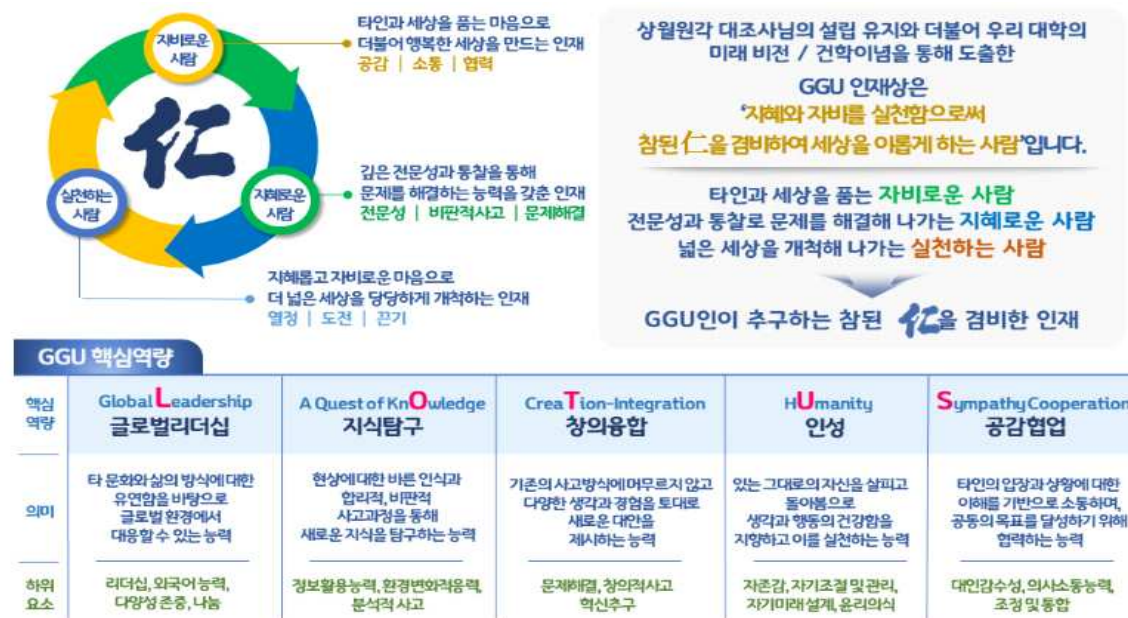 자비로운
사람
타인과 세상을 품는 마음으로
더불어 행복한 세상을 만드는 인재
공감 | 소통 | 협력
仁
지혜로운
사람
깊은 전문성과 통찰을 통해
문제를 해결하는 능력을 갖춘 인재
전문성 | 비판적사고 | 문제해결
실천하는
사람
지혜롭고 자비로운 마음으로
더 넓은 세상을 당당하게 개척하는 인재
열정 | 도전 | 끈기
상월원각 대조사님의 설립 유지와 더불어 우리 대학의
미래 비전 / 건학이념을 통해 도출한
GGU 인재상은
'지혜와 자비를 실천함으로써
참된 仁을 겸비하여 세상을 이롭게 하는 사람'입니다.
타인과 세상을 품는 자비로운 사람
전문성과 통찰로 문제를 해결해 나가는 지혜로운 사람
넓은 세상을 개척해 나가는 실천하는 사람
GGU인이 추구하는 참된 仁을 겸비한 인재
GGU 핵심역량
핵심
역량
Global Leadership
글로벌리더십
A Quest of KnOwledge
지식탐구
CreaTion-Integration
창의융합
HUmanity
인성
Sympathy Cooperation
공감협업
의미
타 문화와 삶의 방식에 대한
유연함을 바탕으로
글로벌 환경에서
대응할 수 있는 능력
현상에 대한 바른 인식과
합리적, 비판적
사고과정을 통해
새로운 지식을 탐구하는 능력
기존의 사고방식에 머무르지 않고
다양한 생각과 경험을 토대로
새로운 대안을
제시하는 능력
있는 그대로의 자신을 살피고
돌아봄으로
생각과 행동의 건강함을
지향하고 이를 실천하는 능력
타인의 입장과 상황에 대한
이해를 기반으로 소통하며,
공동의 목표를 달성하기 위해
협력하는 능력
하위
요소
리더십, 외국어 능력,
다양성 존중, 나눔
정보활용능력, 환경변화적응력,
분석적 사고
문제해결, 창의적사고
혁신추구
자존감, 자기조절 및 관리,
자기미래 설계, 윤리의식
대인감수성, 의사소통능력,
조정 및 통합